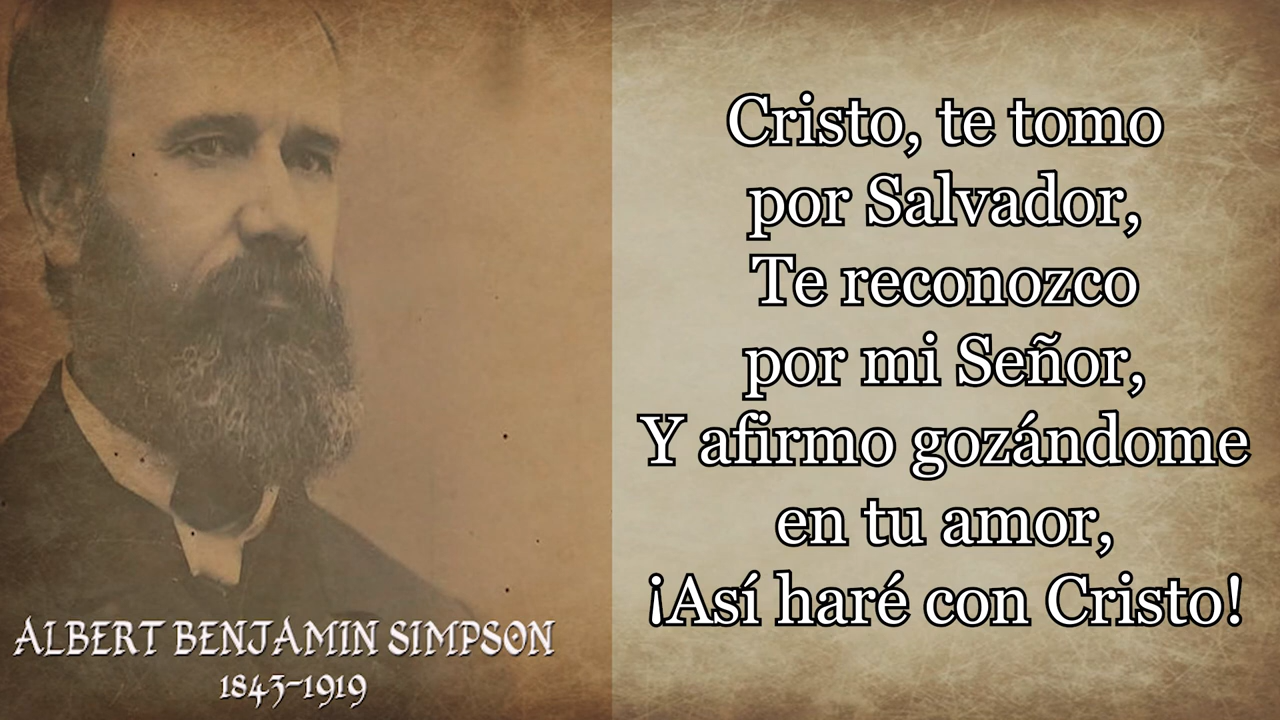 Cristo, te tomo
por Salvador,
Te reconozco
por mi Señor,
Y afirmo gozándome
en tu amor,
¡Así haré con Cristo!
ALBERT BENJAMIN SIMPSON
1843-1919